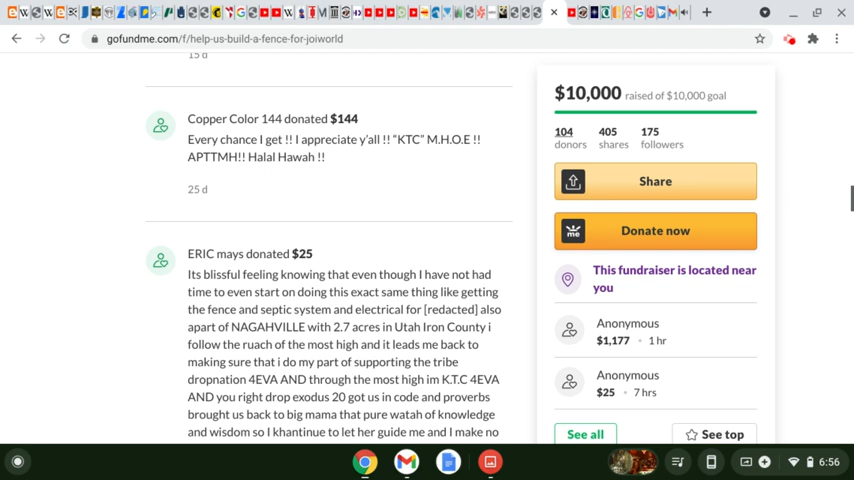 gofundme.com/f/help-us-build-a-fence-for-joiworld
15 d
Copper Color 144 donated $144
Every chance I get !! I appreciate y'all !! "KTC" M.H.O.E !!
APTTMH!! Halal Hawah !!
25 d
ERIC mays donated $25
Its blissful feeling knowing that even though I have not had
time to even start on doing this exact same thing like getting
the fence and septic system and electrical for [redacted] also
apart of NAGAHVILLE with 2.7 acres in Utah Iron County i
follow the ruach of the most high and it leads me back to
making sure that i do my part of supporting the tribe
dropnation 4EVA AND through the most high im K.T.C 4EVA
AND you right drop exodus 20 got us in code and proverbs
brought us back to big mama that pure watah of knowledge
and wisdom so I khantinue to let her guide me and I make no
$10,000 raised of $10,000 goal
104 405 175
donors shares followers
Share
me Donate now
This fundraiser is located near
you
Anonymous
$1,177 • 1 hr
Anonymous
$25 • 7 hrs
See all See top
6:56